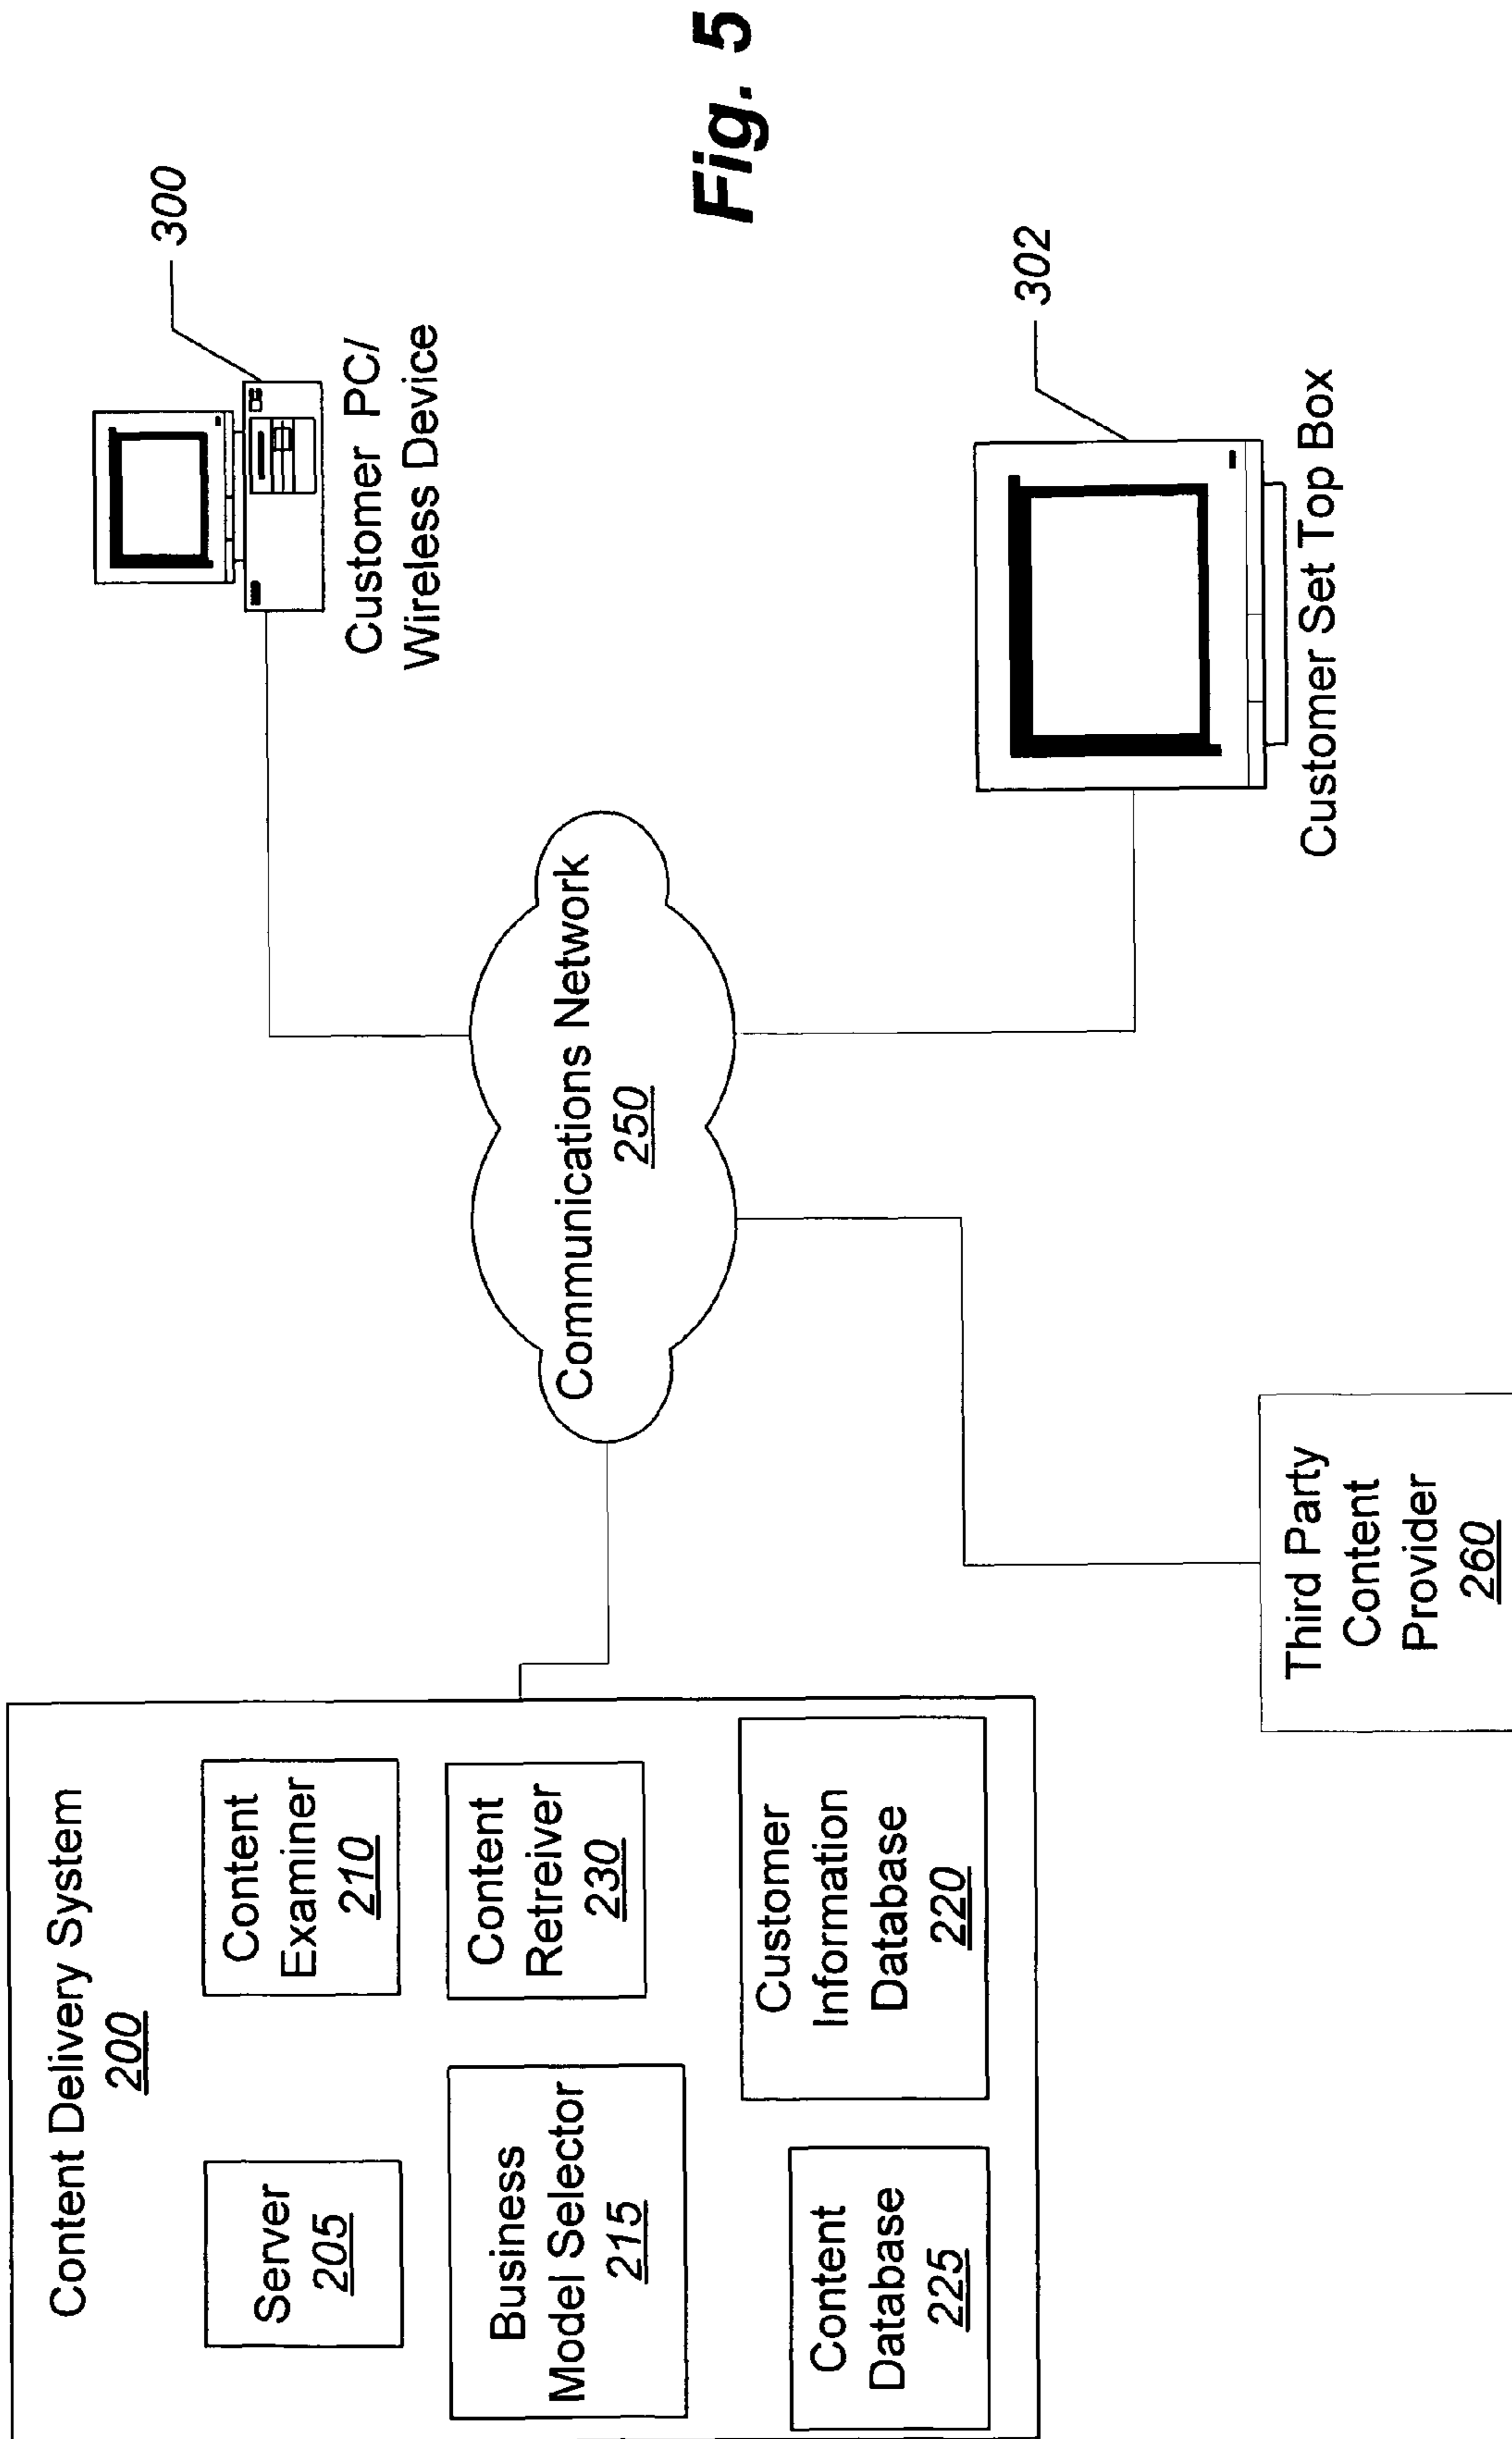 Content Delivery System
200
Server
205
Content
Examiner
210
Business
Model Selector
215
Content
Retreiver
230
Content
Database
225
Customer
Information
Database
220
Communications Network
250
Third Party
Content
Provider
260
300
Customer PC/
Wireless Device
302
Customer Set Top Box
Fig. 5